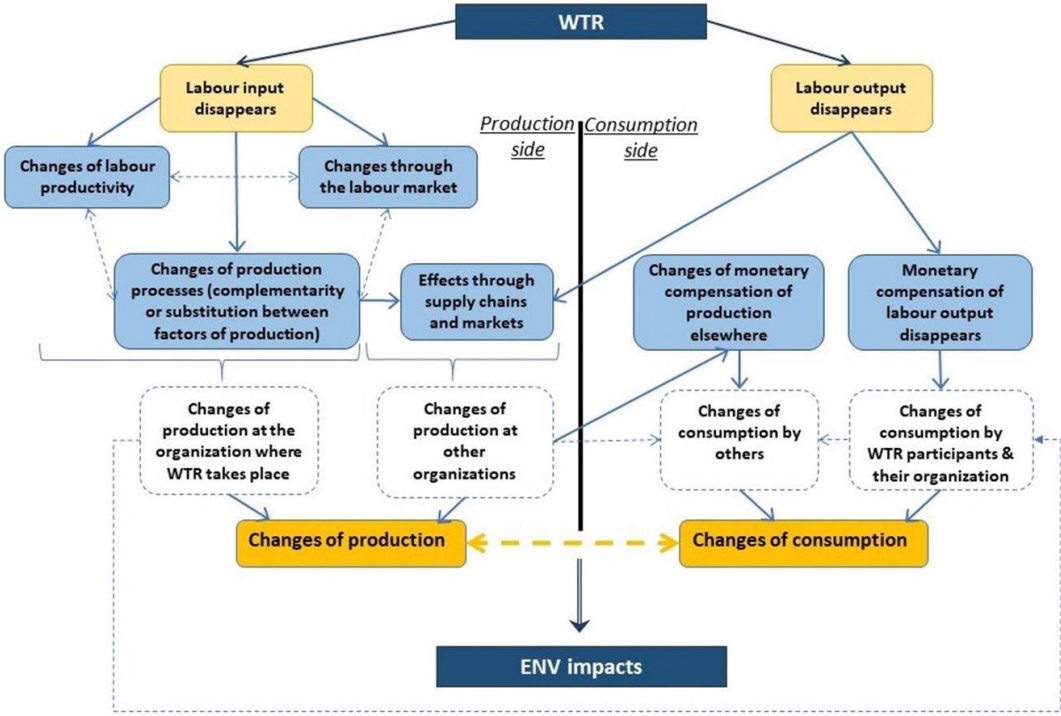 WTR
Labour input
disappears
Labour output
disappears
Production
side
Consumption
side
Changes of labour
productivity
Changes through
the labour market
Changes of production
processes (complementarity
or substitution between
factors of production)
Effects through
supply chains
and markets
Changes of monetary
compensation of
production
elsewhere
Monetary
compensation of
labour output
disappears
Changes of
production at the
organization where
WTR takes place
Changes of
production at
other
organizations
Changes of
consumption by
others
Changes of
consumption by
WTR participants &
their organization
Changes of production
Changes of consumption
ENV impacts